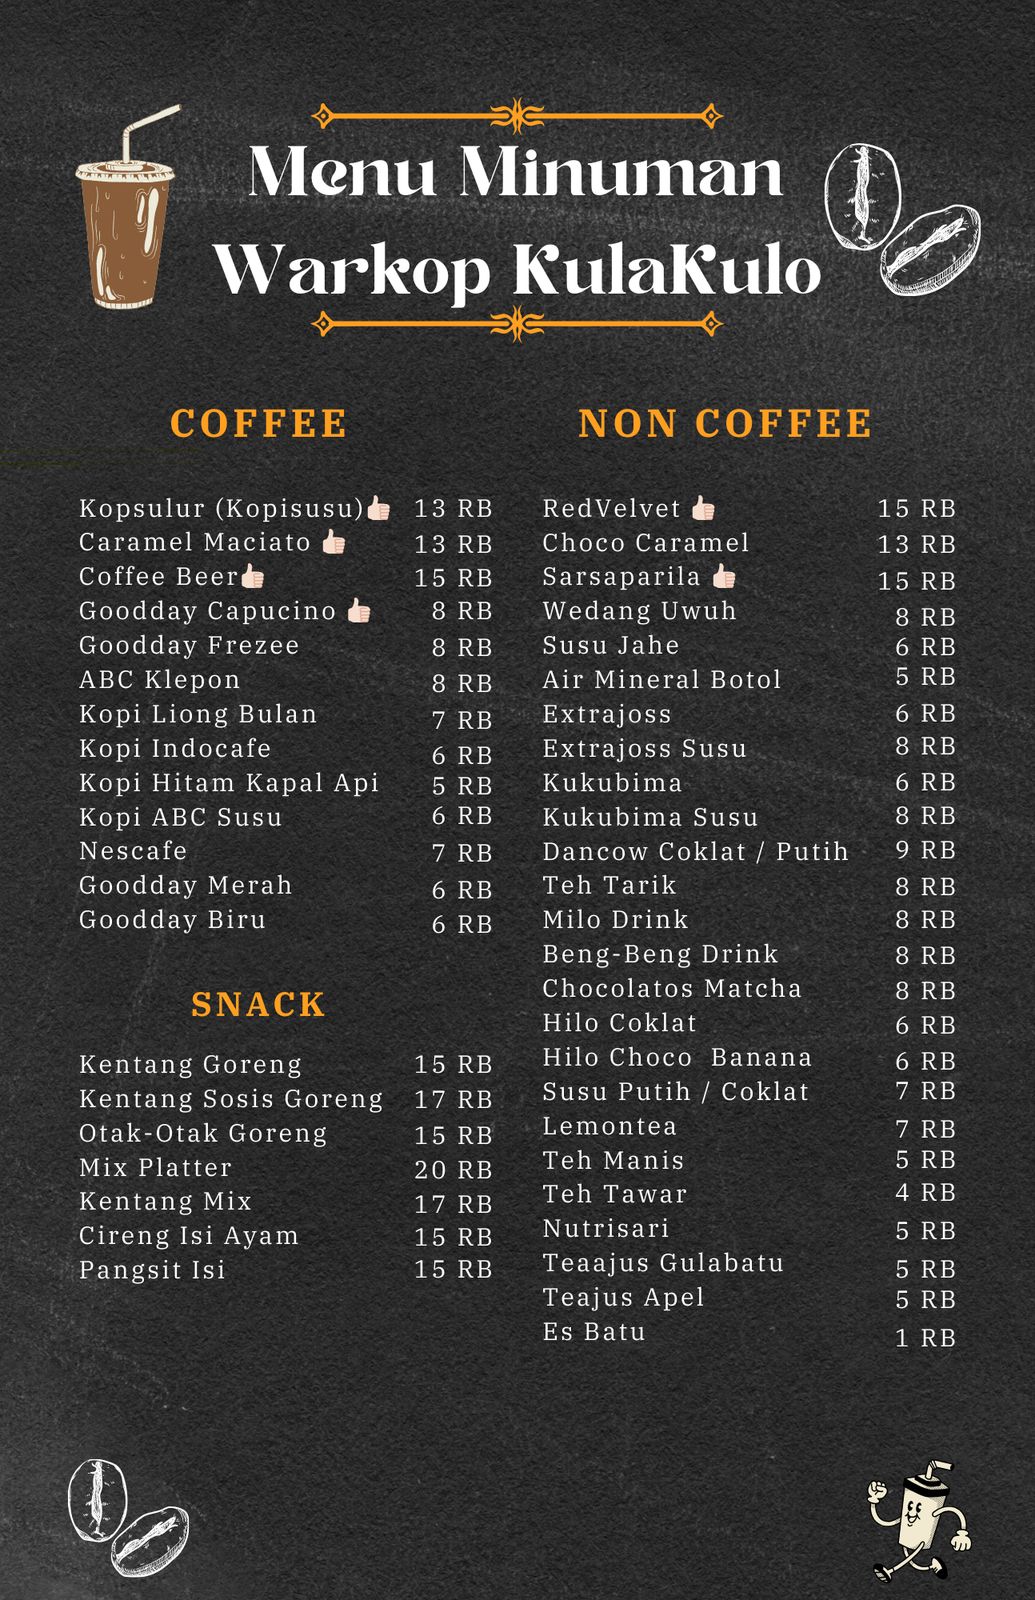 Menu Minuman
Warkop KulaKulo
COFFEE
Kopsulur (Kopisusu)👍🏻 13 RB
Caramel Maciato 👍🏻 13 RB
Coffee Beer👍🏻 15 RB
Goodday Capucino 👍🏻 8 RB
Goodday Frezee 8 RB
ABC Klepon 8 RB
Kopi Liong Bulan 7 RB
Kopi Indocafe 6 RB
Kopi Hitam Kapal Api 5 RB
Kopi ABC Susu 6 RB
Nescafe 7 RB
Goodday Merah 6 RB
Goodday Biru 6 RB
SNACK
Kentang Goreng 15 RB
Kentang Sosis Goreng 17 RB
Otak-Otak Goreng 15 RB
Mix Platter 20 RB
Kentang Mix 17 RB
Cireng Isi Ayam 15 RB
Pangsit Isi 15 RB
NON COFFEE
RedVelvet 👍🏻 15 RB
Choco Caramel 13 RB
Sarsaparila 👍🏻 15 RB
Wedang Uwuh 8 RB
Susu Jahe 6 RB
Air Mineral Botol 5 RB
Extrajoss 6 RB
Extrajoss Susu 8 RB
Kukubima 6 RB
Kukubima Susu 8 RB
Dancow Coklat / Putih 9 RB
Teh Tarik 8 RB
Milo Drink 8 RB
Beng-Beng Drink 8 RB
Chocolatos Matcha 8 RB
Hilo Coklat 6 RB
Hilo Choco  Banana 6 RB
Susu Putih / Coklat 7 RB
Lemontea 7 RB
Teh Manis 5 RB
Teh Tawar 4 RB
Nutrisari 5 RB
Teaajus Gulabatu 5 RB
Teajus Apel 5 RB
Es Batu 1 RB